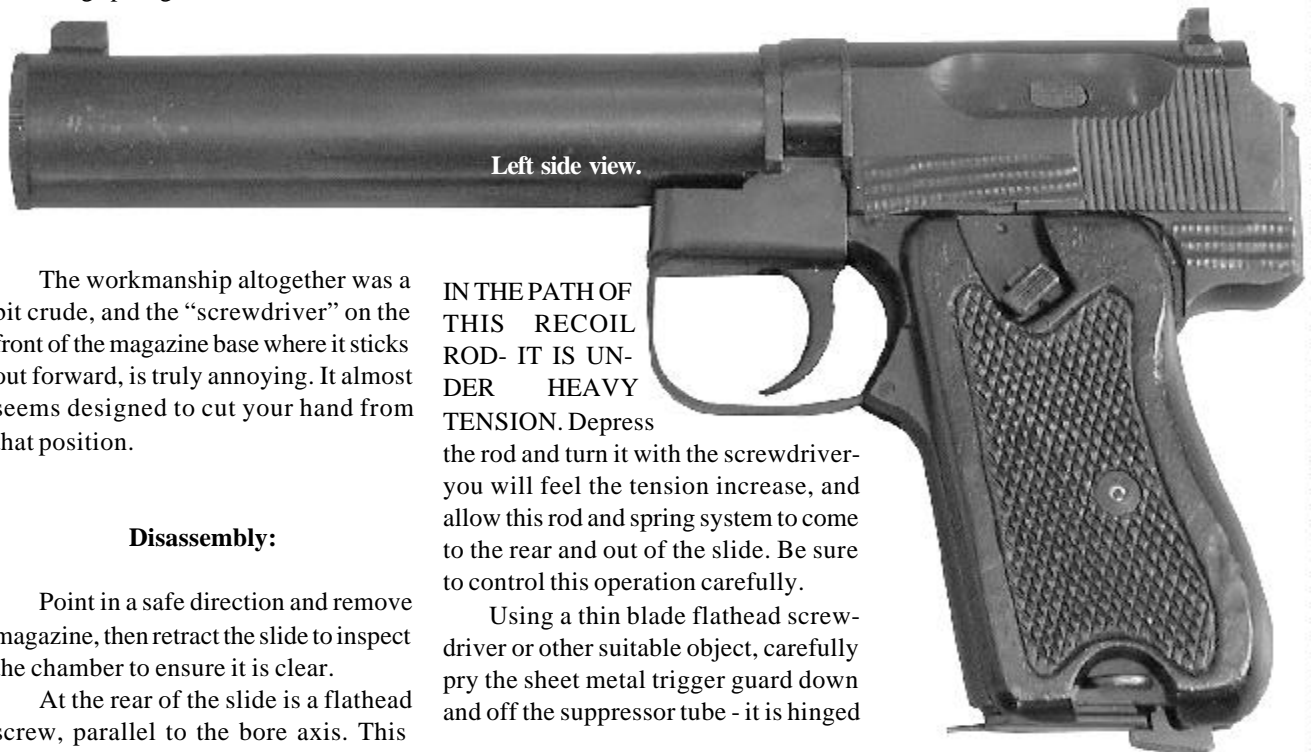 Left side view.
The workmanship altogether was a
bit crude, and the “screwdriver” on the
front of the magazine base where it sticks
out forward, is truly annoying. It almost
seems designed to cut your hand from
that position.
Disassembly:
Point in a safe direction and remove
magazine, then retract the slide to inspect
the chamber to ensure it is clear.
At the rear of the slide is a flathead
screw, parallel to the bore axis. This
IN THE PATH OF
THIS RECOIL
ROD- IT IS UN-
DER HEAVY
TENSION. Depress
the rod and turn it with the screwdriver-
you will feel the tension increase, and
allow this rod and spring system to come
to the rear and out of the slide. Be sure
to control this operation carefully.
Using a thin blade flathead screw-
driver or other suitable object, carefully
pry the sheet metal trigger guard down
and off the suppressor tube - it is hinged